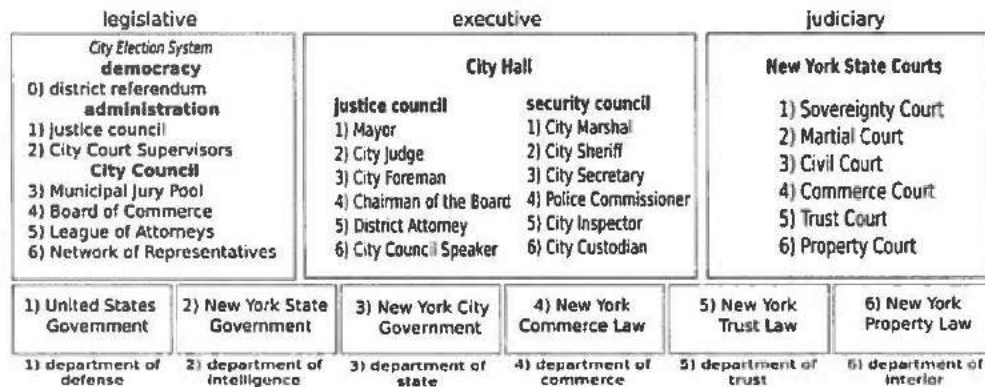 legislative
executive
judiciary
City Election System
democracy
0) district referendum
administration
1) justice council
2) City Court Supervisors
City Council
3) Municipal Jury Pool
4) Board of Commerce
5) League of Attorneys
6) Network of Representatives
City Hall
justice council
1) Mayor
2) City Judge
3) City Foreman
4) Chairman of the Board
5) District Attorney
6) City Council Speaker
security council
1) City Marshal
2) City Sheriff
3) City Secretary
4) Police Commissioner
5) City Inspector
6) City Custodian
New York State Courts
1) Sovereignty Court
2) Martial Court
3) Civil Court
4) Commerce Court
5) Trust Court
6) Property Court
1) United States
Government
2) New York State
Government
3) New York City
Government
4) New York
Commerce Law
5) New York
Trust Law
6) New York
Property Law
1) department of
defense
2) department of
intelligence
3) department of
state
4) department of
commerce
5) department of
trust
6) department of
interior